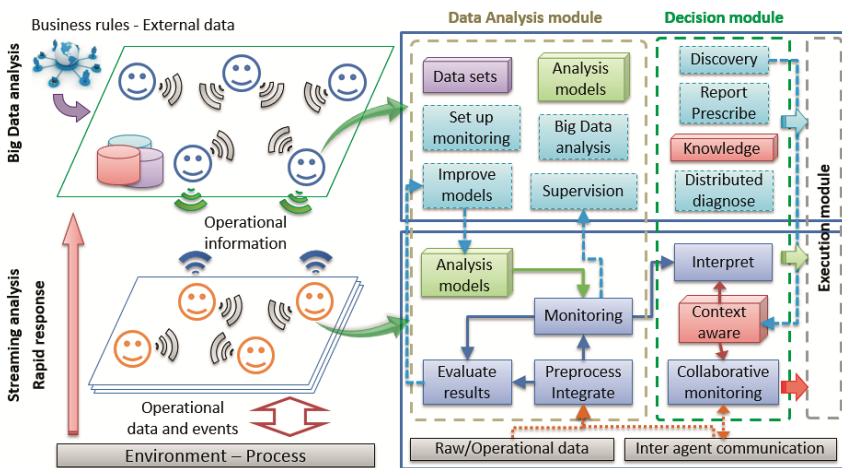 Business rules - External data
Big Data analysis
Operational
information
Streaming analysis
Rapid response
Operational
data and events
Environment – Process
Data Analysis module
Data sets
Analysis
models
Set up
monitoring
Big Data
analysis
Improve
models
Supervision
Analysis
models
Monitoring
Evaluate
results
Preprocess
Integrate
Raw/Operational data
Decision module
Discovery
Report
Prescribe
Knowledge
Distributed
diagnose
Interpret
Context
aware
Collaborative
monitoring
Inter agent communication
Execution module